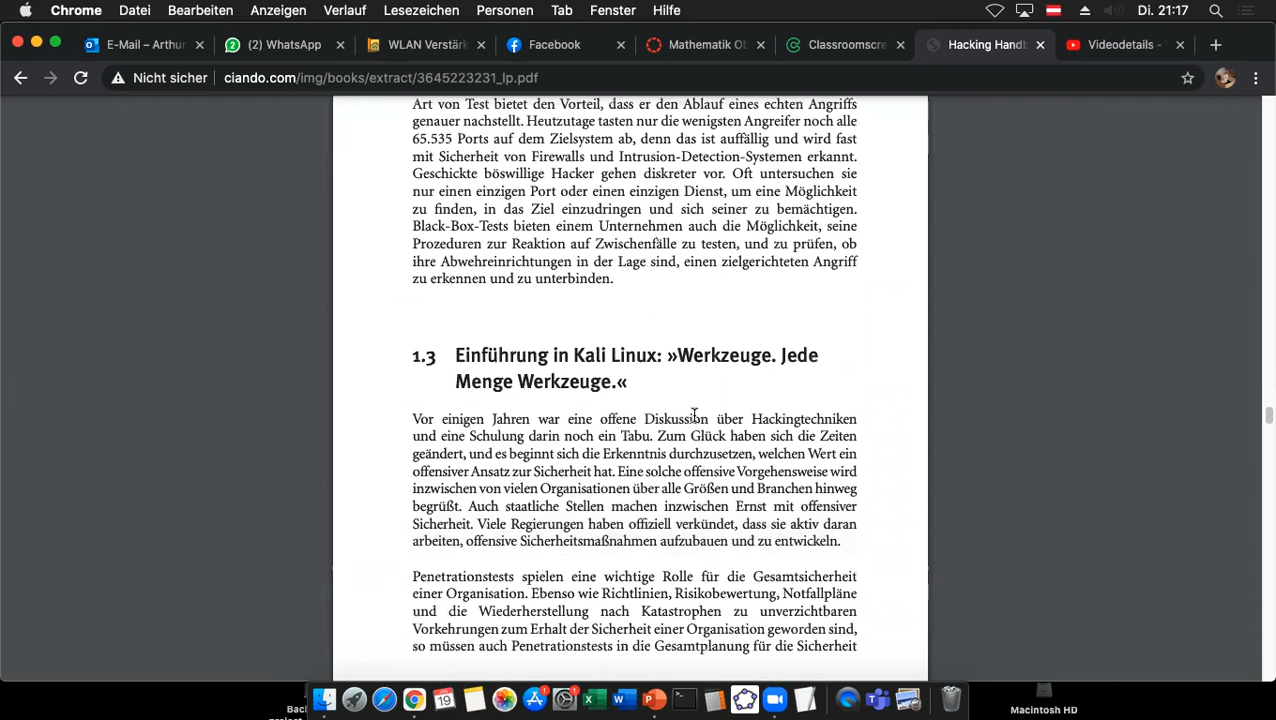 Chrome Datei Bearbeiten Anzeigen Verlauf Lesezeichen Personen Tab Fenster Hilfe Di. 21:17
E-Mail – Arthur (2) WhatsApp WLAN Verstärk Facebook Mathematik Ob Classroomscre Hacking Handb Videodetails -
Nicht sicher ciando.com/img/books/extract/3645223231_lp.pdf
Art von Test bietet den Vorteil, dass er den Ablauf eines echten Angriffs
genauer nachstellt. Heutzutage tasten nur die wenigsten Angreifer noch alle
65.535 Ports auf dem Zielsystem ab, denn das ist auffällig und wird fast
mit Sicherheit von Firewalls und Intrusion-Detection-Systemen erkannt.
Geschickte böswillige Hacker gehen diskreter vor. Oft untersuchen sie
nur einen einzigen Port oder einen einzigen Dienst, um eine Möglichkeit
zu finden, in das Ziel einzudringen und sich seiner zu bemächtigen.
Black-Box-Tests bieten einem Unternehmen auch die Möglichkeit, seine
Prozeduren zur Reaktion auf Zwischenfälle zu testen, und zu prüfen, ob
ihre Abwehreinrichtungen in der Lage sind, einen zielgerichteten Angriff
zu erkennen und zu unterbinden.
1.3 Einführung in Kali Linux: »Werkzeuge. Jede
Menge Werkzeuge.«
Vor einigen Jahren war eine offene Diskussion über Hackingtechniken
und eine Schulung darin noch ein Tabu. Zum Glück haben sich die Zeiten
geändert, und es beginnt sich die Erkenntnis durchzusetzen, welchen Wert ein
offensiver Ansatz zur Sicherheit hat. Eine solche offensive Vorgehensweise wird
inzwischen von vielen Organisationen über alle Größen und Branchen hinweg
begrüßt. Auch staatliche Stellen machen inzwischen Ernst mit offensiver
Sicherheit. Viele Regierungen haben offiziell verkündet, dass sie aktiv daran
arbeiten, offensive Sicherheitsmaßnahmen aufzubauen und zu entwickeln.
Penetrationstests spielen eine wichtige Rolle für die Gesamtsicherheit
einer Organisation. Ebenso wie Richtlinien, Risikobewertung, Notfallpläne
und die Wiederherstellung nach Katastrophen zu unverzichtbaren
Vorkehrungen zum Erhalt der Sicherheit einer Organisation geworden sind,
so müssen auch Penetrationstests in die Gesamtplanung für die Sicherheit
19
Macintosh HD